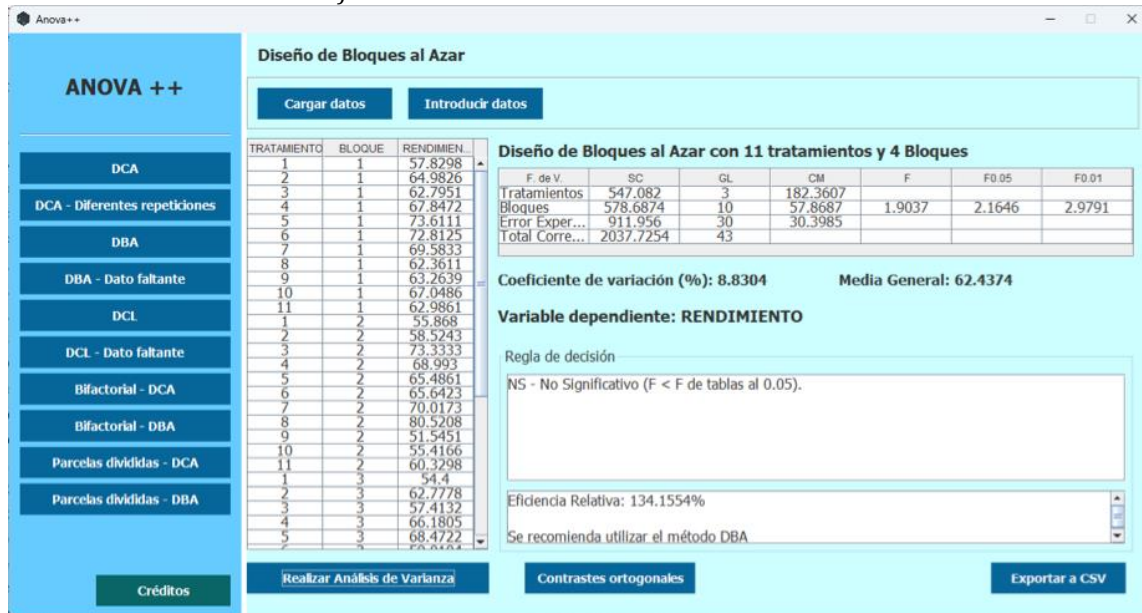 Anova++
ANOVA ++
DCA
DCA - Diferentes repeticiones
DBA
DBA - Dato faltante
DCL
DCL - Dato faltante
Bifactorial - DCA
Bifactorial - DBA
Parcelas divididas - DCA
Parcelas divididas - DBA
Créditos
Diseño de Bloques al Azar
Cargar datos Introducir datos
TRATAMIENTO BLOQUE RENDIMIEN...
1 1 57.8298
2 1 64.9826
3 1 62.7951
4 1 67.8472
5 1 73.6111
6 1 72.8125
7 1 69.5833
8 1 62.3611
9 1 63.2639
10 1 67.0486
11 1 62.9861
1 2 55.868
2 2 58.5243
3 2 73.3333
4 2 68.993
5 2 65.4861
6 2 65.6423
7 2 70.0173
8 2 80.5208
9 2 51.5451
10 2 55.4166
11 2 60.3298
1 3 54.4
2 3 62.7778
3 3 57.4132
4 3 66.1805
5 3 68.4722
Diseño de Bloques al Azar con 11 tratamientos y 4 Bloques
F. de V. SC GL CM F F0.05 F0.01
Tratamientos 547.082 3 182.3607
Bloques 578.6874 10 57.8687 1.9037 2.1646 2.9791
Error Exper... 911.956 30 30.3985
Total Corre... 2037.7254 43
Coeficiente de variación (%): 8.8304 Media General: 62.4374
Variable dependiente: RENDIMIENTO
Regla de decisión
NS - No Significativo (F < F de tablas al 0.05).
Eficiencia Relativa: 134.1554%
Se recomienda utilizar el método DBA
Realizar Análisis de Varianza Contrastes ortogonales Exportar a CSV